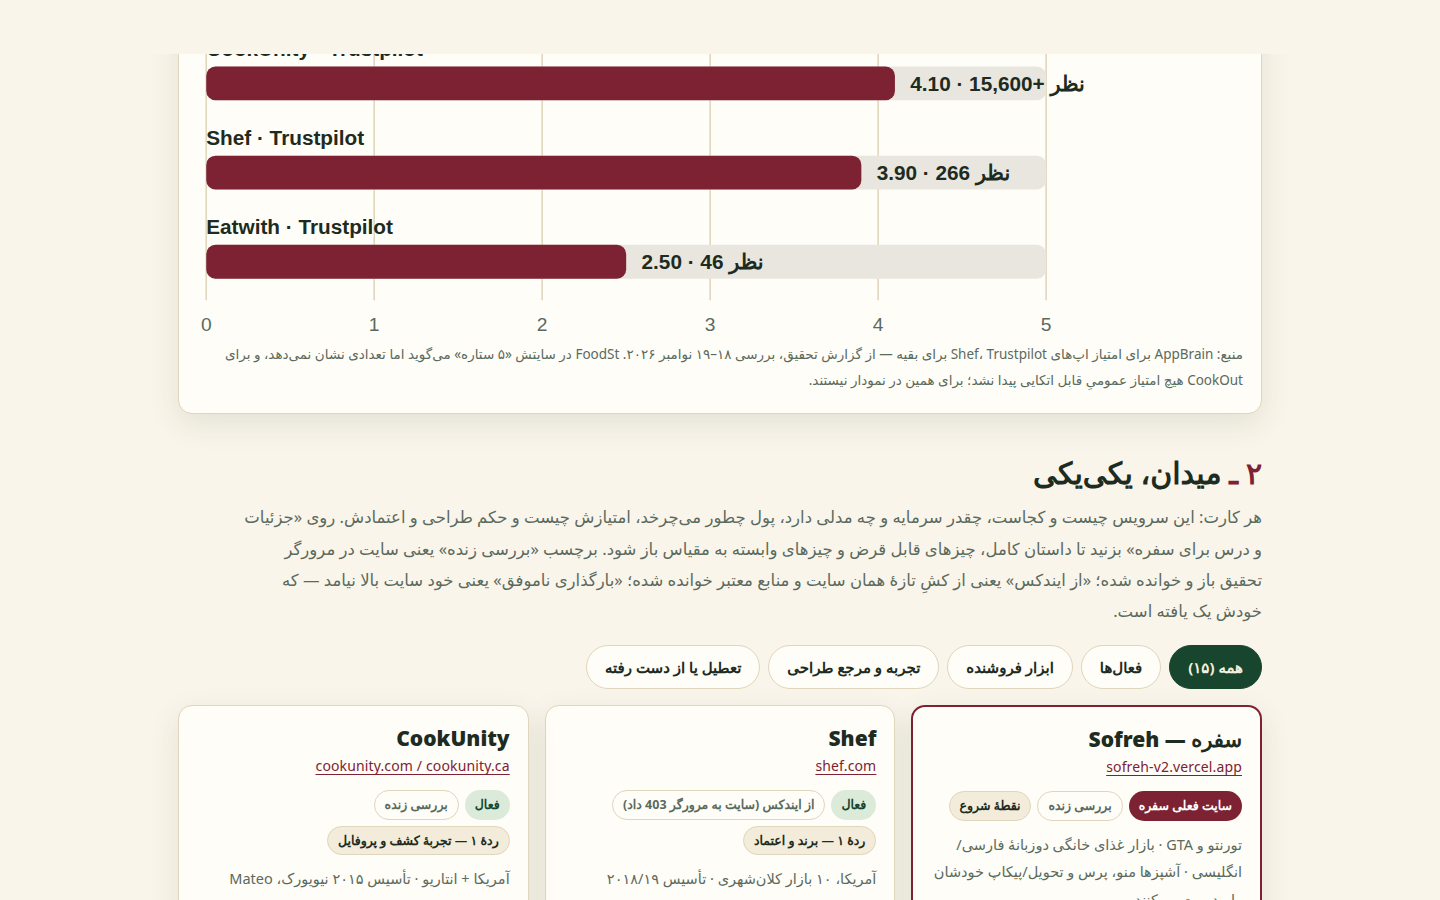 4.10 · 15,600+ نظر
Shef · Trustpilot
3.90 · 266 نظر
Eatwith · Trustpilot
2.50 · 46 نظر
0 1 2 3 4 5
منبع: AppBrain برای امتیاز اپ‌های Shef، Trustpilot برای بقیه — از گزارش تحقیق، بررسی ۱۸–۱۹ نوامبر ۲۰۲۶. FoodSt در سایتش «۵ ستاره» می‌گوید اما تعدادی نشان نمی‌دهد، و برای
CookOut هیچ امتیاز عمومیِ قابل اتکایی پیدا نشد؛ برای همین در نمودار نیستند.
۲ ـ میدان، یکی‌یکی
هر کارت: این سرویس چیست و کجاست، چقدر سرمایه و چه مدلی دارد، پول چطور می‌چرخد، امتیازش چیست و حکم طراحی و اعتمادش. روی «جزئیات
و درس برای سفره» بزنید تا داستان کامل، چیزهای قابل قرض و چیزهای وابسته به مقیاس باز شود. برچسب «بررسی زنده» یعنی سایت در مرورگر
تحقیق باز و خوانده شده؛ «از ایندکس» یعنی از کشِ تازهٔ همان سایت و منابع معتبر خوانده شده؛ «بارگذاری ناموفق» یعنی خود سایت بالا نیامد — که
خودش یک یافته است.
همه (۱۵)
فعال‌ها
ابزار فروشنده
تجربه و مرجع طراحی
تعطیل یا از دست رفته
سفره — Sofreh
sofreh-v2.vercel.app
سایت فعلی سفره
بررسی زنده
نقطهٔ شروع
تورنتو و GTA · بازار غذای خانگی دوزبانهٔ فارسی/
انگلیسی · آشپزها منو، پرس و تحویل/پیکاپ خودشان
Shef
shef.com
فعال
از ایندکس (سایت به مرورگر 403 داد)
ردهٔ ۱ — برند و اعتماد
آمریکا، ۱۰ بازار کلان‌شهری · تأسیس ۲۰۱۸/۱۹
CookUnity
cookunity.com / cookunity.ca
فعال
بررسی زنده
ردهٔ ۱ — تجربهٔ کشف و پروفایل
آمریکا + انتاریو · تأسیس ۲۰۱۵ نیویورک، Mateo